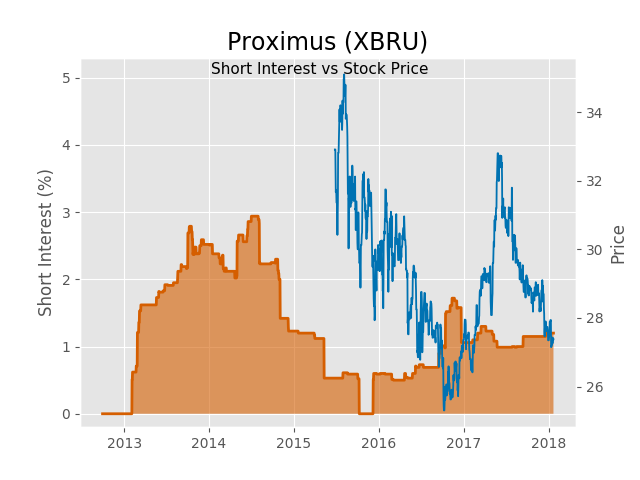 Proximus (XBRU)
Short Interest vs Stock Price
Short Interest (%)
5
4
3
2
1
0
34
32
30
28
26
Price
2013 2014 2015 2016 2017 2018